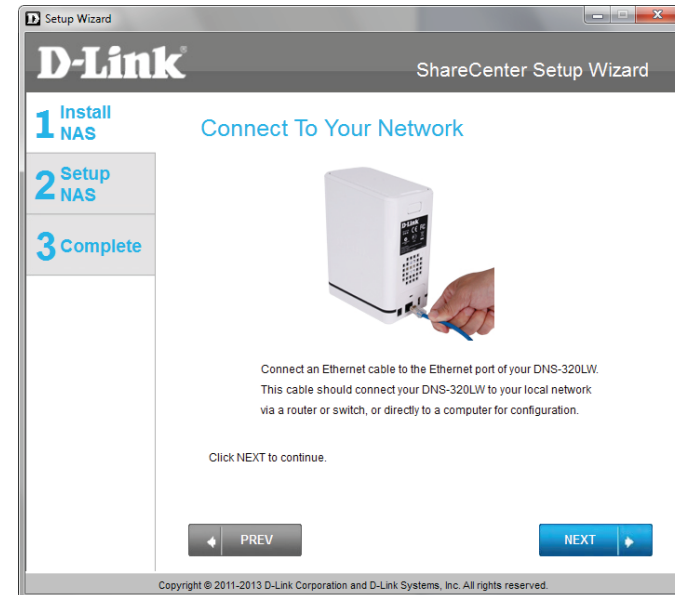 Setup Wizard
D-Link
ShareCenter Setup Wizard
1 Install
NAS
2 Setup
NAS
3 Complete
Connect To Your Network
D-Link
Connect an Ethernet cable to the Ethernet port of your DNS-320LW.
This cable should connect your DNS-320LW to your local network
via a router or switch, or directly to a computer for configuration.
Click NEXT to continue.
PREV
NEXT
Copyright © 2011-2013 D-Link Corporation and D-Link Systems, Inc. All rights reserved.